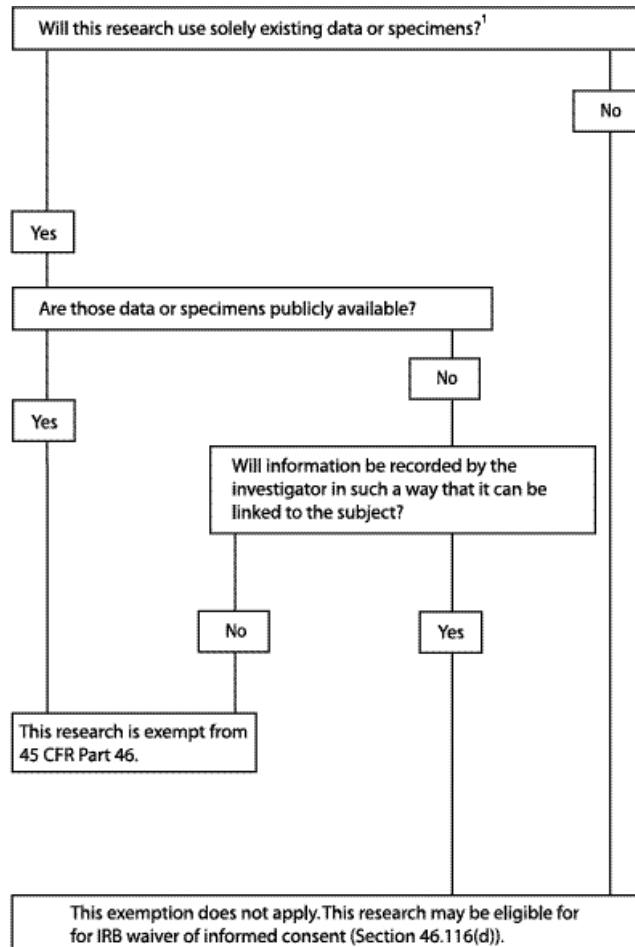 Will this research use solely existing data or specimens?1
No
Yes
Are those data or specimens publicly available?
No
Yes
Will information be recorded by the
investigator in such a way that it can be
linked to the subject?
No
Yes
This research is exempt from
45 CFR Part 46.
This exemption does not apply. This research may be eligible for
for IRB waiver of informed consent (Section 46.116(d)).